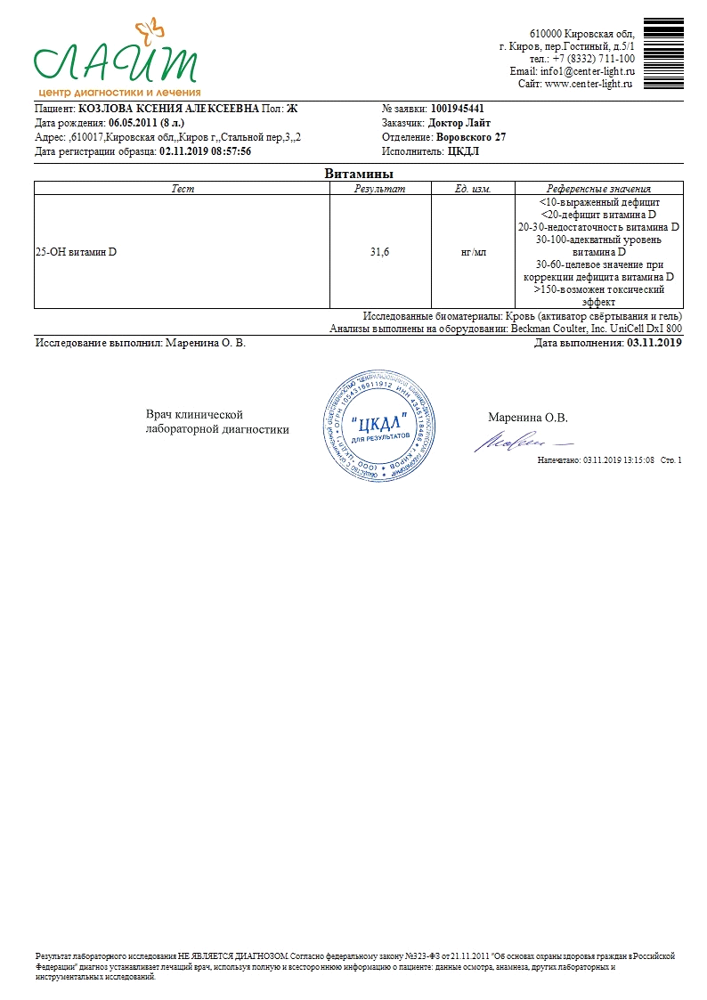 ЛАЙТ
центр диагностики и лечения
610000 Кировская обл,
г. Киров, пер.Гостиный, д.5/1
тел.: +7 (8332) 711-100
Email: info1@center-light.ru
Сайт: www.center-light.ru
Пациент: КОЗЛОВА КСЕНИЯ АЛЕКСЕЕВНА Пол: Ж
№ заявки: 1001945441
Дата рождения: 06.05.2011 (8 л.)
Заказчик: Доктор Лайт
Адрес: ,610017,Кировская обл,,Киров г,,Стальной пер,3,,2
Отделение: Воровского 27
Дата регистрации образца: 02.11.2019 08:57:56
Исполнитель: ЦКДЛ
Витамины
Тест Результат Ед. изм. Референсные значения
25-OH витамин D 31,6 нг/мл
<10-выраженный дефицит
<20-дефицит витамина D
20-30-недостаточность витамина D
30-100-адекватный уровень
витамина D
30-60-целевое значение при
коррекции дефицита витамина D
>150-возможен токсический
эффект
Исследованные биоматериалы: Кровь (активатор свёртывания и гель)
Анализы выполнены на оборудовании: Beckman Coulter, Inc. UniCell DxI 800
Исследование выполнил: Маренина О. В.
Дата выполнения: 03.11.2019
Врач клинической
лабораторной диагностики
"ЦКДЛ"
ДЛЯ РЕЗУЛЬТАТОВ
Маренина О.В.
Напечатано: 03.11.2019 13:15:08 Стр. 1
Результат лабораторного исследования НЕ ЯВЛЯЕТСЯ ДИАГНОЗОМ. Согласно федеральному закону №323-ФЗ от 21.11.2011 "Об основах охраны здоровья граждан в Российской
Федерации" диагноз устанавливает лечащий врач, используя полную и всестороннюю информацию о пациенте: данные осмотра, анамнеза, других лабораторных и
инструментальных исследований.